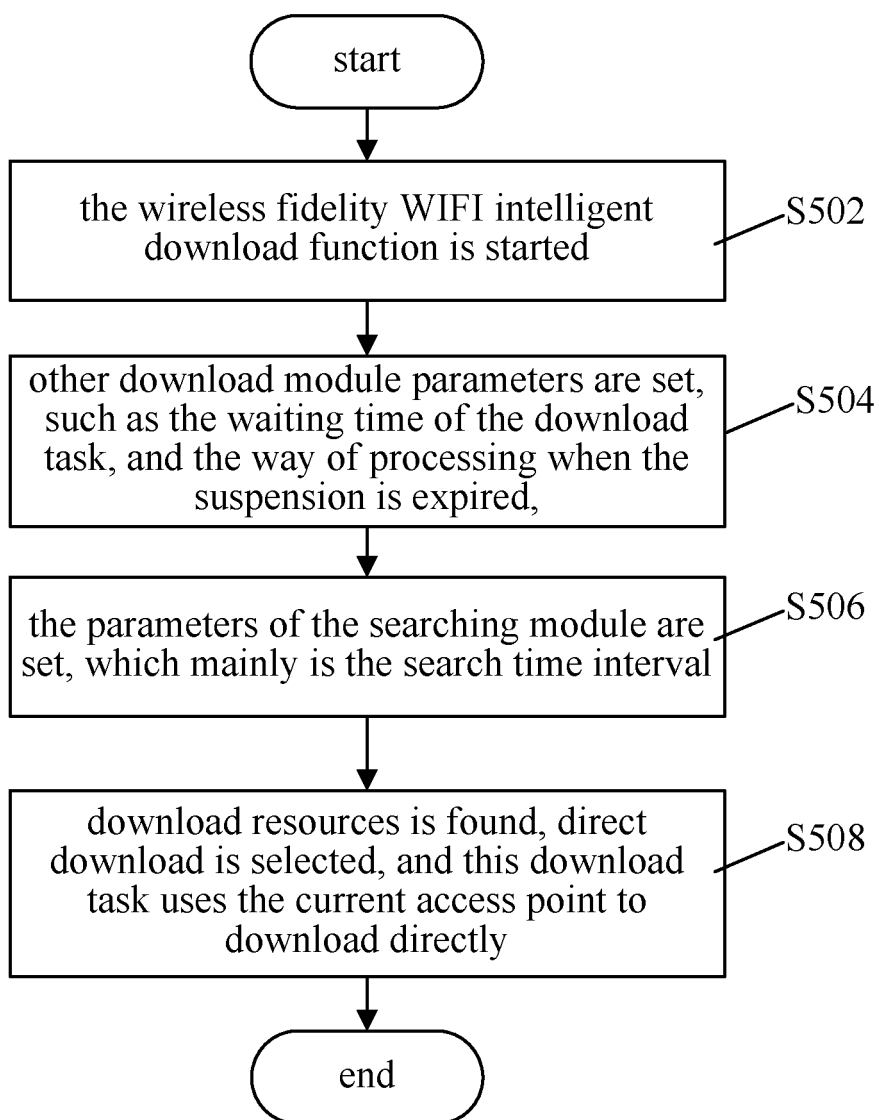 start
the wireless fidelity WIFI intelligent
download function is started
S502
other download module parameters are set,
such as the waiting time of the download
task, and the way of processing when the
suspension is expired,
S504
the parameters of the searching module are
set, which mainly is the search time interval
S506
download resources is found, direct
download is selected, and this download
task uses the current access point to
download directly
S508
end